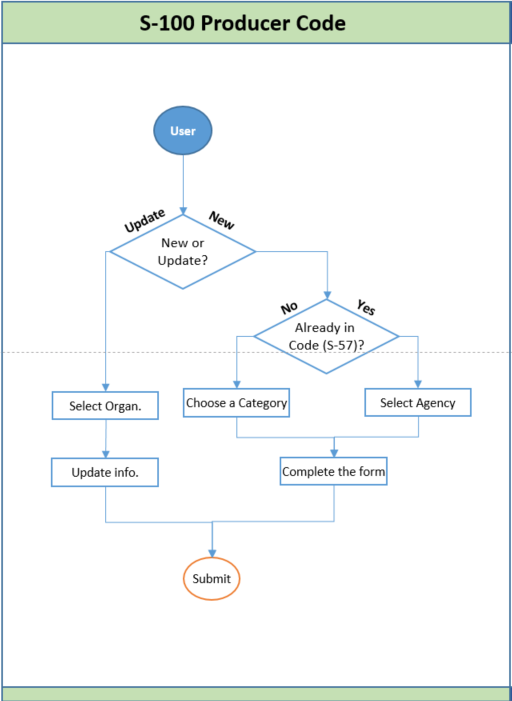 S-100 Producer Code
User
Update
New
New or
Update?
No
Yes
Already in
Code (S-57)?
Select Organ.
Choose a Category
Select Agency
Update info.
Complete the form
Submit